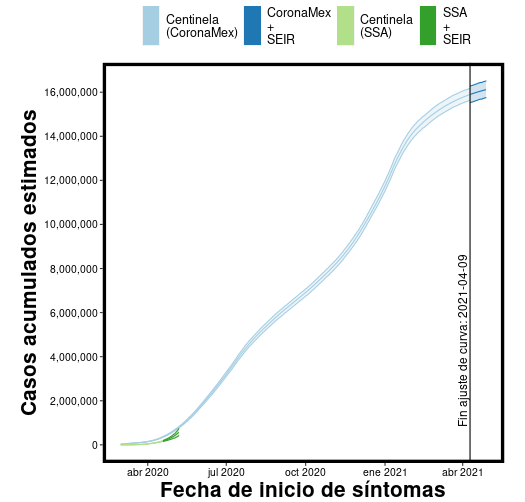 Centinela
(CoronaMex)
CoronaMex
+
SEIR
Centinela
(SSA)
SSA
+
SEIR
Casos acumulados estimados
16,000,000
14,000,000
12,000,000
10,000,000
8,000,000
6,000,000
4,000,000
2,000,000
0
Fin ajuste de curva: 2021-04-09
abr 2020
jul 2020
oct 2020
ene 2021
abr 2021
Fecha de inicio de síntomas